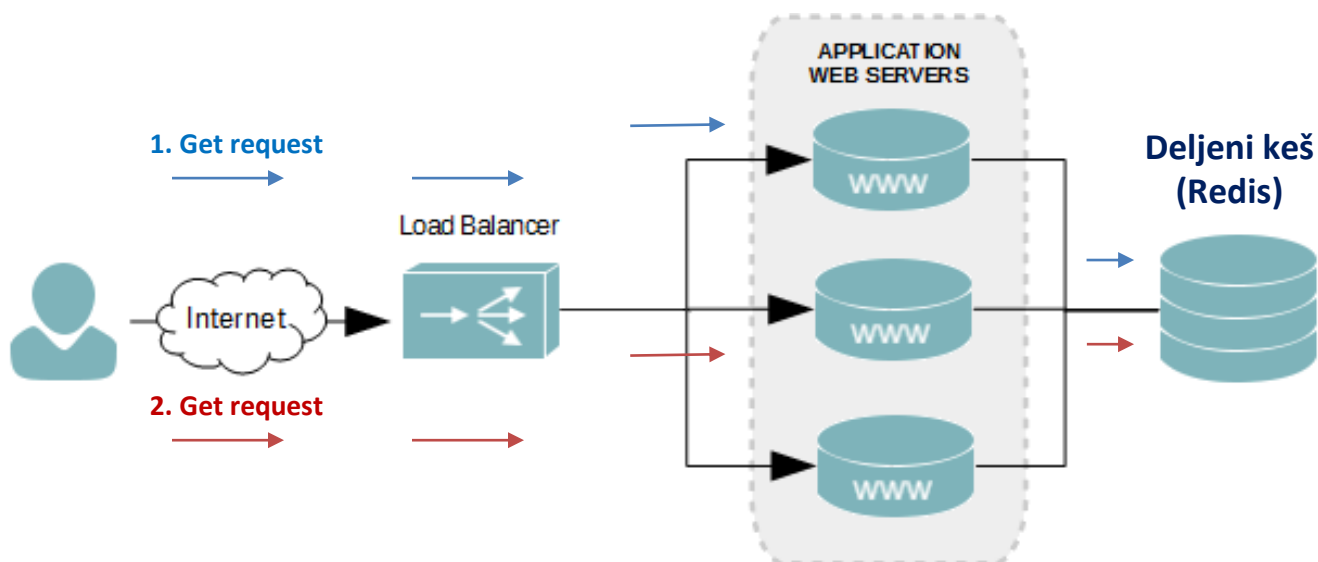 APPLICATION
WEB SERVERS
1. Get request
Deljeni keš
(Redis)
WWW
Load Balancer
Internet
WWW
2. Get request
WWW